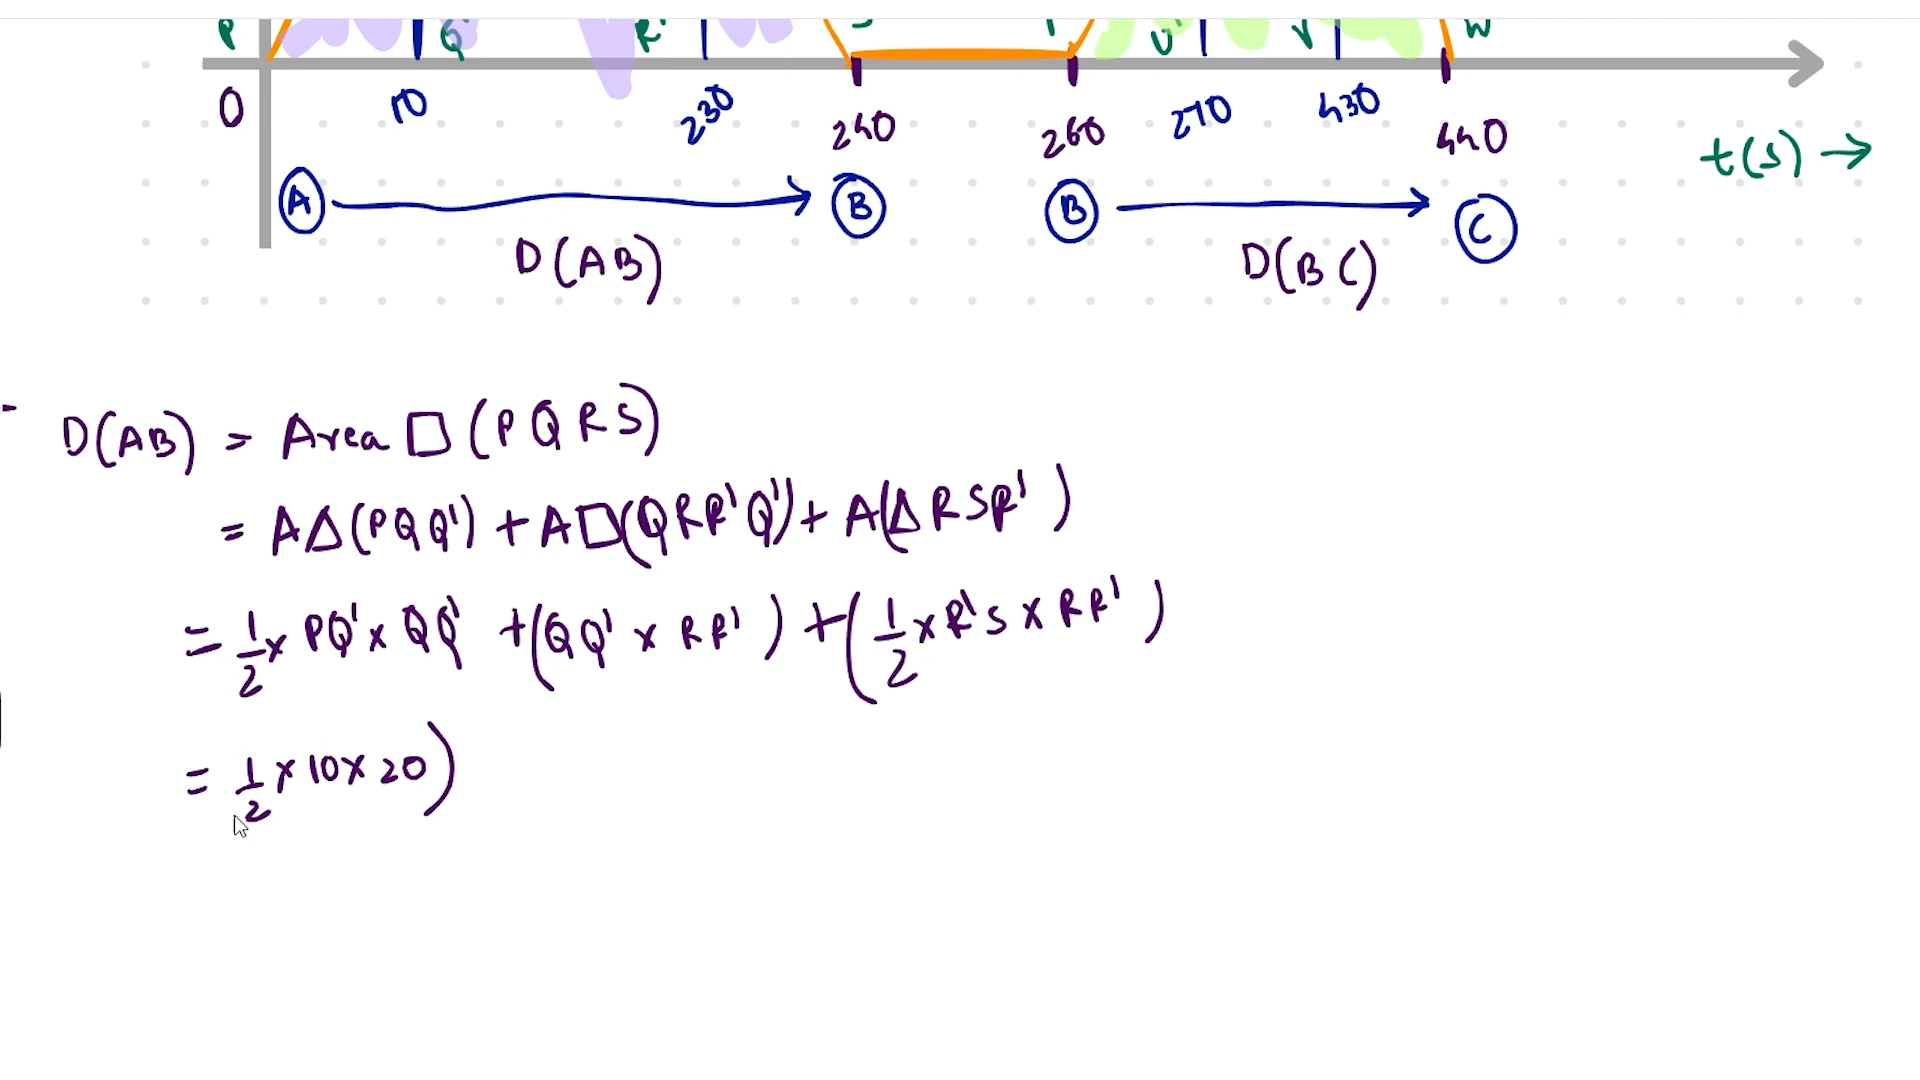 P Q' R' U' V' W
0 10 230 240 260 270 430 440 t(s) →
A → B B → C
D(AB) D(BC)
D(AB) = Area □ (PQRS)
= A△(PQQ') + A□(QRR'Q') + A(△RSR')
= 1/2 × PQ' × QQ' + (QQ' × RR') + (1/2 × R'S × RR')
= 1/2 × 10 × 20)